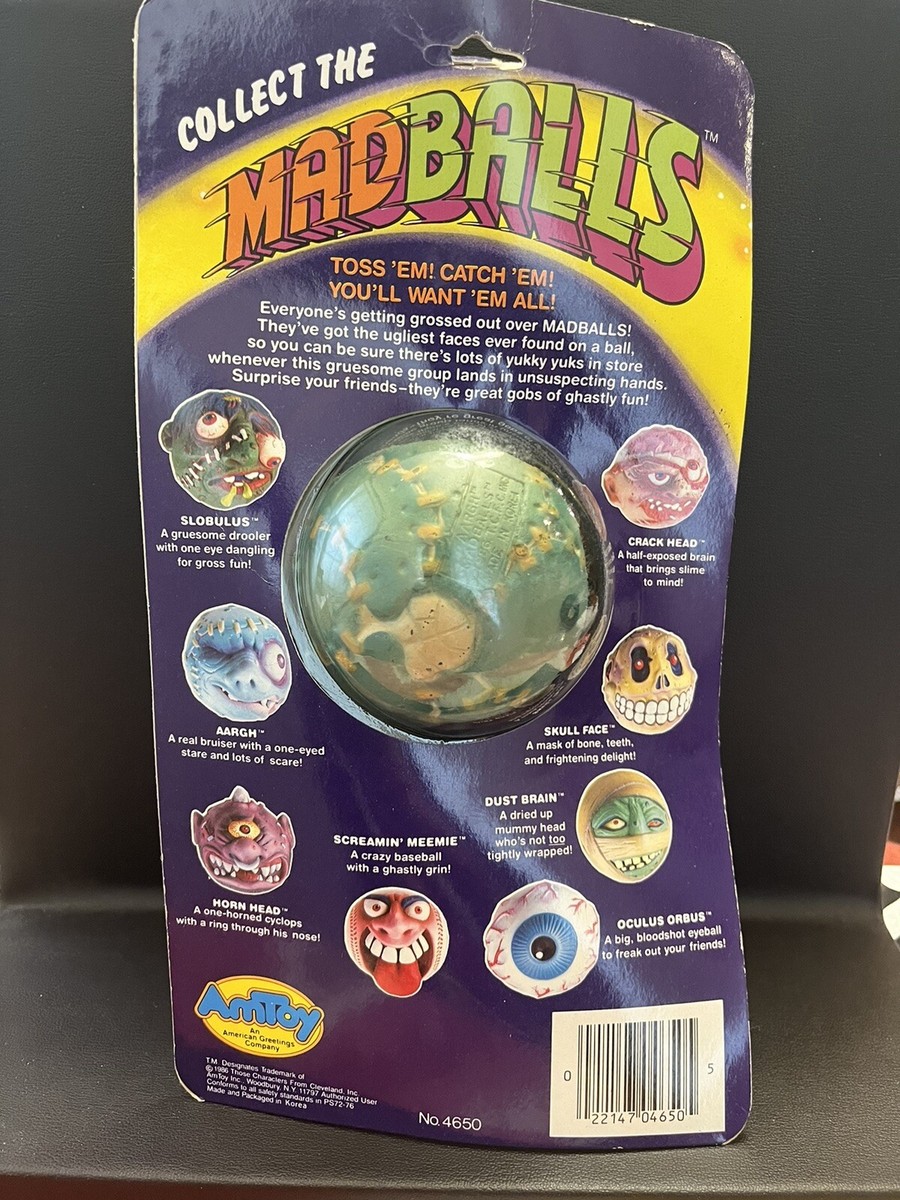 COLLECT THE
MADBALLS™
TOSS 'EM! CATCH 'EM!
YOU'LL WANT 'EM ALL!
Everyone's getting grossed out over MADBALLS!
They've got the ugliest faces ever found on a ball,
so you can be sure there's lots of yukky yuks in store
whenever this gruesome group lands in unsuspecting hands.
Surprise your friends–they're great gobs of ghastly fun!
SLOBULUS™
A gruesome drooler
with one eye dangling
for gross fun!
CRACK HEAD™
A half-exposed brain
that brings slime
to mind!
AARGH™
A real bruiser with a one-eyed
stare and lots of scare!
SKULL FACE™
A mask of bone, teeth,
and frightening delight!
DUST BRAIN™
A dried up
mummy head
who's not too
tightly wrapped!
SCREAMIN' MEEMIE™
A crazy baseball
with a ghastly grin!
HORN HEAD™
A one-horned cyclops
with a ring through his nose!
OCULUS ORBUS™
A big, bloodshot eyeball
to freak out your friends!
AmToy
An
American Greetings
Company
TM Designates Trademark of
© 1986 Those Characters From Cleveland, Inc.
AmToy Inc., Woodbury, N.Y. 11797 Authorized User
Conforms to all safety standards in PS72-76
Made and Packaged in Korea
No. 4650
0 22147 04650 5